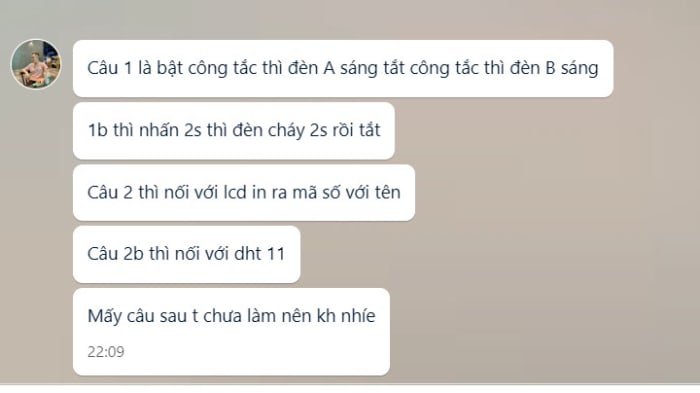 Câu 1 là bật công tắc thì đèn A sáng tắt công tắc thì đèn B sáng
1b thì nhấn 2s thì đèn cháy 2s rồi tắt
Câu 2 thì nối với lcd in ra mã số với tên
Câu 2b thì nối với dht 11
Mấy câu sau t chưa làm nên kh nhíe
22:09